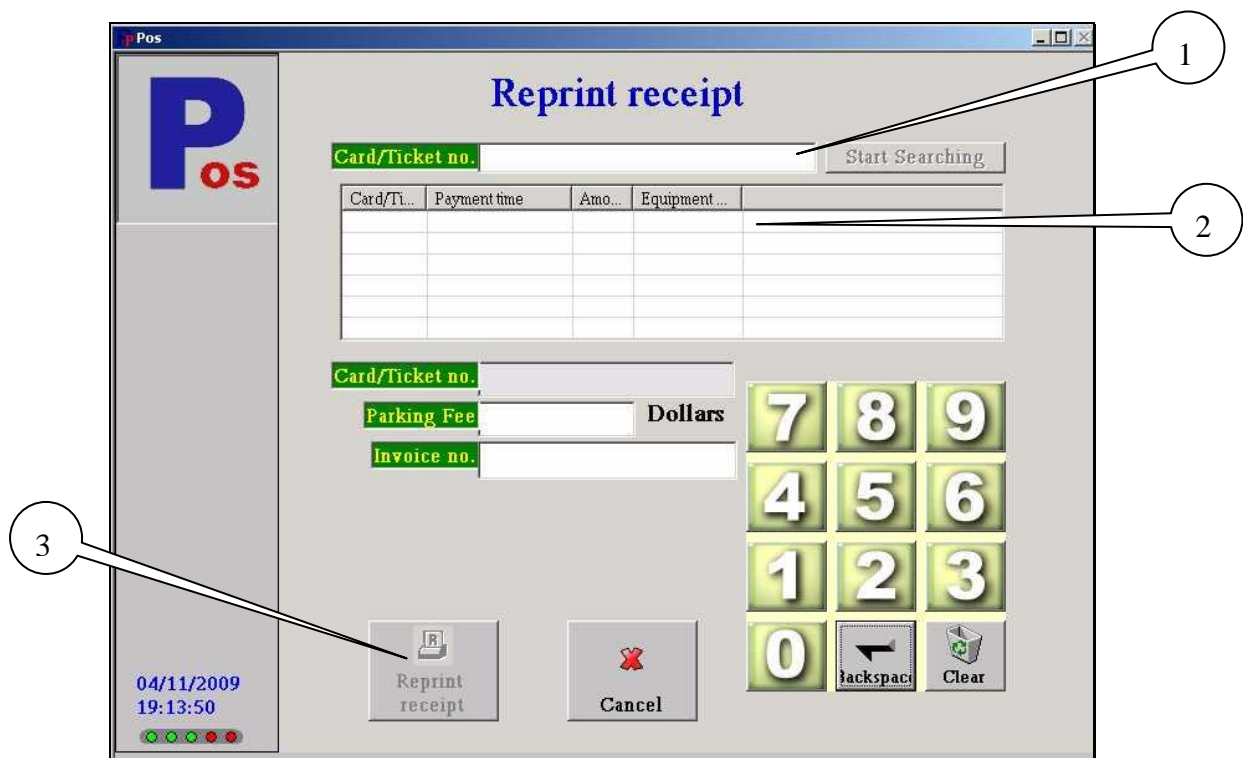 Pos
1
Pos
Reprint receipt
Card/Ticket no.
Start Searching
Card/Ti... Payment time Amo... Equipment ...
2
Card/Ticket no.
Parking Fee Dollars
Invoice no.
7 8 9
4 5 6
3
1 2 3
0 Backspace Clear
R
Reprint
receipt
Cancel
04/11/2009
19:13:50